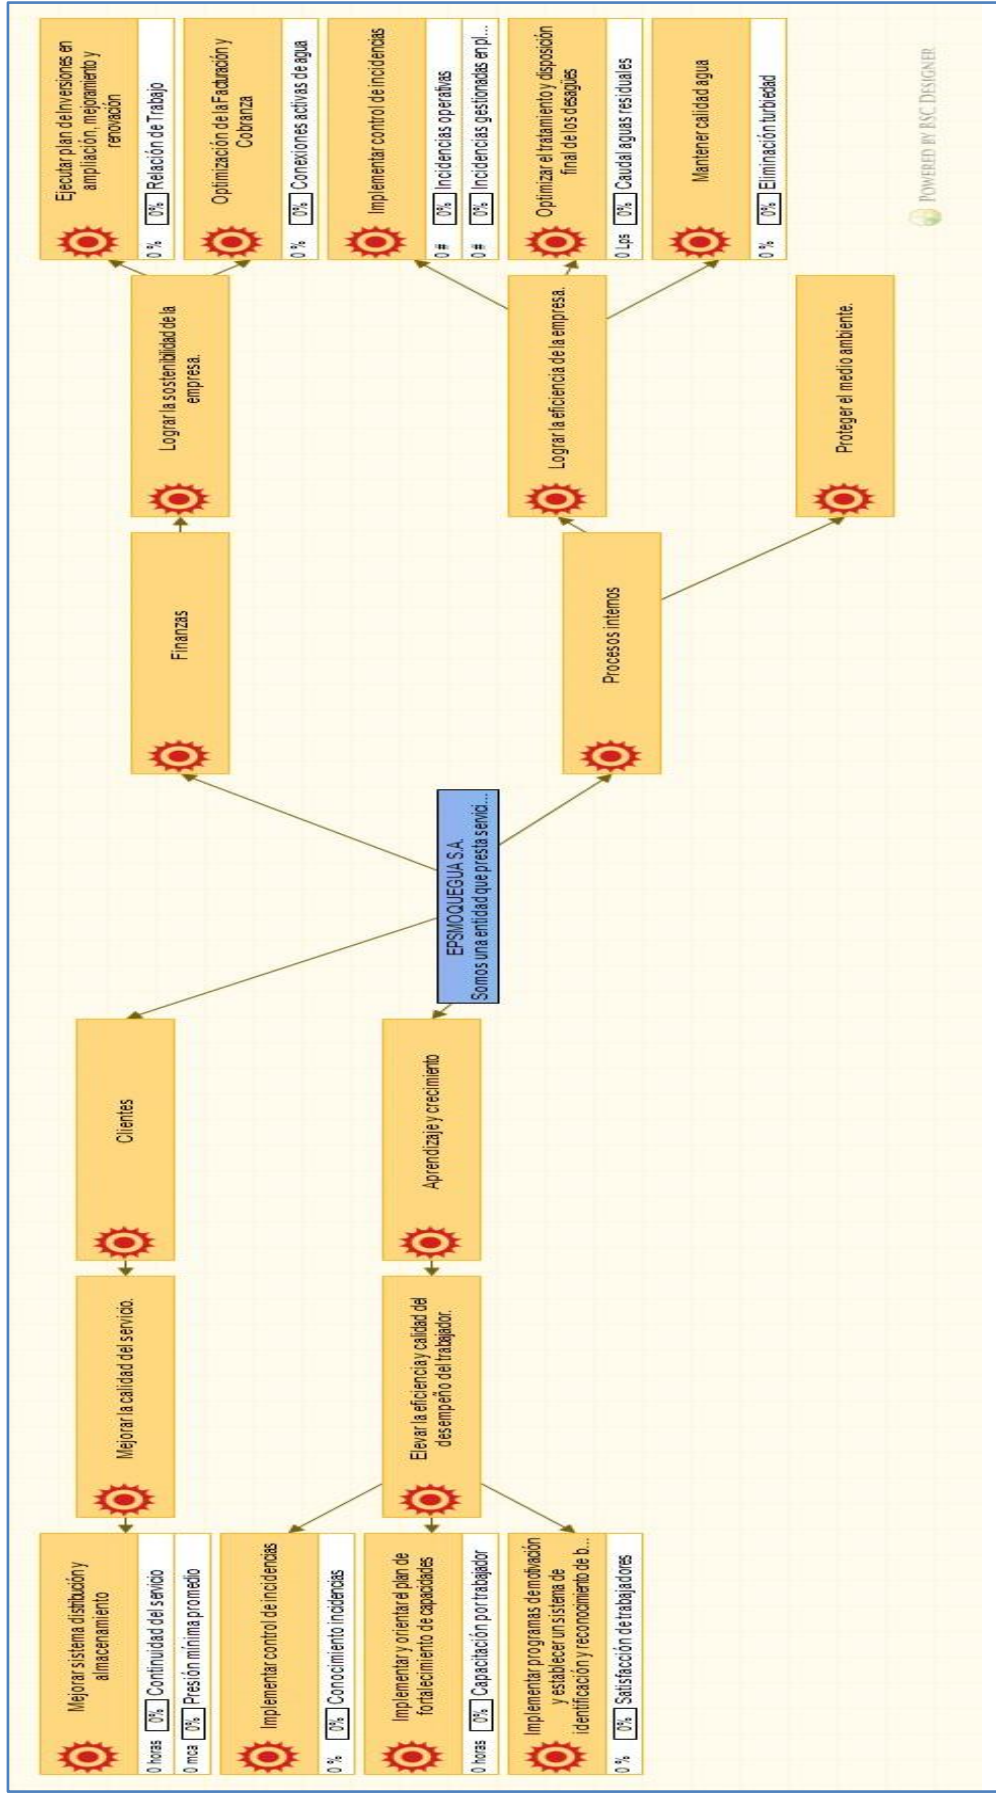 Mejorar sistema distribución y
almacenamiento
0 horas 0% Continuidad del servicio
0 mca 0% Presión mínima promedio
Implementar control de incidencias
0 % 0% Conocimiento incidencias
Implementar y orientar el plan de
fortalecimiento de capacidades
0 horas 0% Capacitación por trabajador
Implementar programas de motivación
y establecer un sistema de
identificación y reconocimiento de b...
0 % 0% Satisfacción de trabajadores
Mejorar la calidad del servicio.
Elevar la eficiencia y calidad del
desempeño del trabajador.
Clientes
Aprendizaje y crecimiento
EPSMOQUEGUA S.A.
Somos una entidad que presta servici...
Finanzas
Procesos internos
Lograr la sostenibilidad de la
empresa.
Lograr la eficiencia de la empresa.
Proteger el medio ambiente.
Ejecutar plan de Inversiones en
ampliación, mejoramiento y
renovación
0 % 0% Relación de Trabajo
Optimización de la Facturación y
Cobranza
0 % 0% Conexiones activas de agua
Implementar control de incidencias
0 # 0% Incidencias operativas
0 # 0% Incidencias gestionadas en pl...
Optimizar el tratamiento y disposición
final de los desagües
0 Lps 0% Caudal aguas residuales
Mantener calidad agua
0 % 0% Eliminación turbiedad
POWERED BY BSC DESIGNER